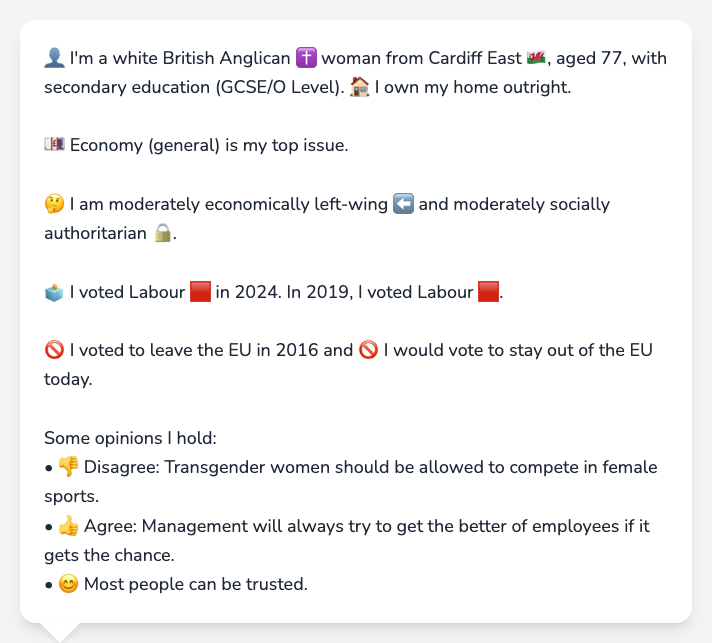 👤 I'm a white British Anglican ✝️ woman from Cardiff East 🏴󠁧󠁢󠁷󠁬󠁳󠁿, aged 77, with
secondary education (GCSE/O Level). 🏠 I own my home outright.
💷 Economy (general) is my top issue.
🤔 I am moderately economically left-wing ⬅️ and moderately socially
authoritarian 🔒.
🗳️ I voted Labour 🟥 in 2024. In 2019, I voted Labour 🟥.
🚫 I voted to leave the EU in 2016 and 🚫 I would vote to stay out of the EU
today.
Some opinions I hold:
• 👎 Disagree: Transgender women should be allowed to compete in female
sports.
• 👍 Agree: Management will always try to get the better of employees if it
gets the chance.
• 😊 Most people can be trusted.